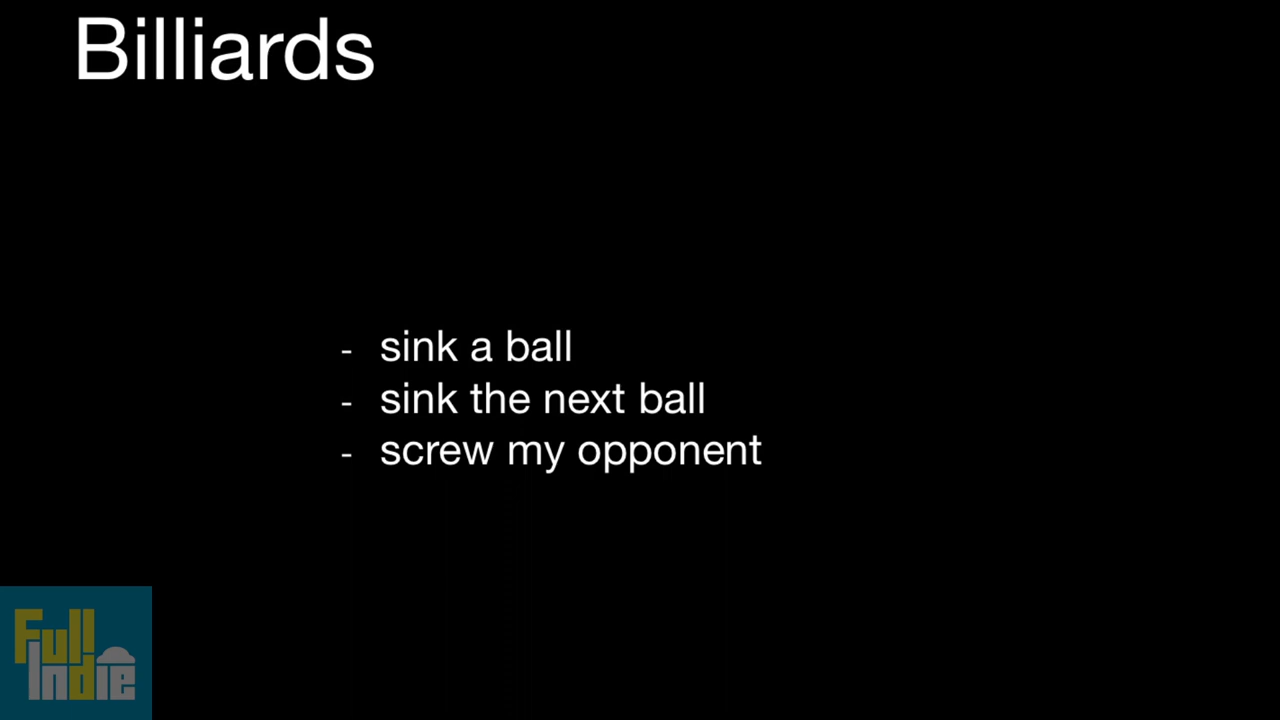 Billiards
- sink a ball
- sink the next ball
- screw my opponent
Full
Indie